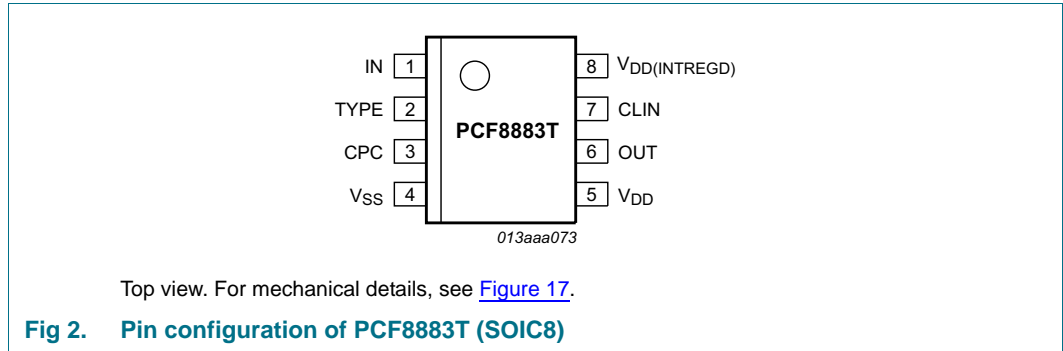 IN 1 8 VDD(INTREGD)
TYPE 2 7 CLIN
PCF8883T
CPC 3 6 OUT
VSS 4 5 VDD
013aaa073
Top view. For mechanical details, see Figure 17.
Fig 2. Pin configuration of PCF8883T (SOIC8)